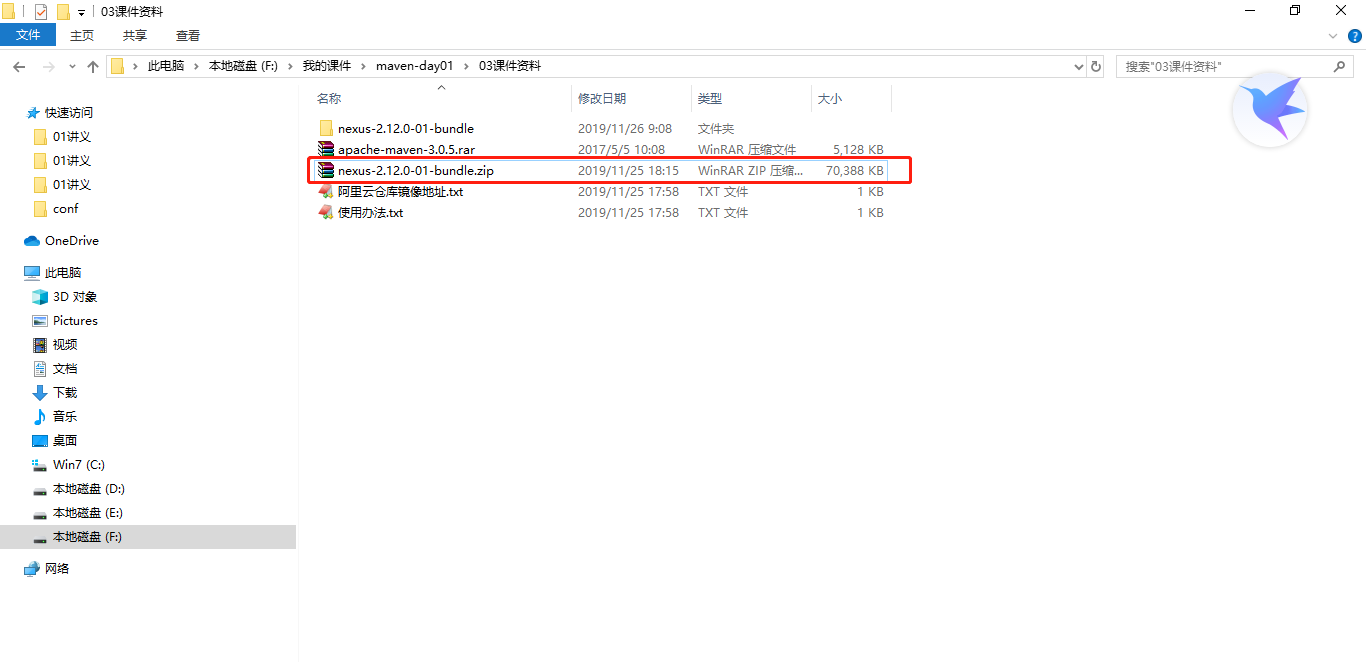 03课件资料
文件 主页 共享 查看
此电脑 本地磁盘 (F:) 我的课件 maven-day01 03课件资料
搜索"03课件资料"
名称 修改日期 类型 大小
nexus-2.12.0-01-bundle 2019/11/26 9:08 文件夹
apache-maven-3.0.5.rar 2017/5/5 10:08 WinRAR 压缩文件 5,128 KB
nexus-2.12.0-01-bundle.zip 2019/11/25 18:15 WinRAR ZIP 压缩... 70,388 KB
阿里云仓库镜像地址.txt 2019/11/25 17:58 TXT 文件 1 KB
使用办法.txt 2019/11/25 17:58 TXT 文件 1 KB
快速访问
01讲义
01讲义
01讲义
conf
OneDrive
此电脑
3D 对象
Pictures
视频
文档
下载
音乐
桌面
Win7 (C:)
本地磁盘 (D:)
本地磁盘 (E:)
本地磁盘 (F:)
网络